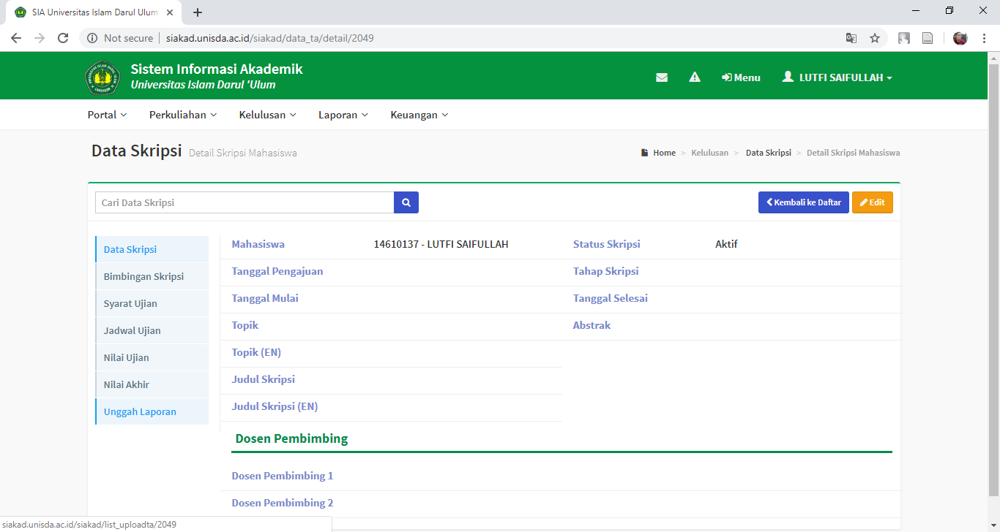 SIA Universitas Islam Darul Ulum
Not secure
siakad.unisda.ac.id/siakad/data_ta/detail/2049
Sistem Informasi Akademik
Universitas Islam Darul 'Ulum
Menu
LUTFI SAIFULLAH
Portal
Perkuliahan
Kelulusan
Laporan
Keuangan
Data Skripsi Detail Skripsi Mahasiswa
Home > Kelulusan > Data Skripsi > Detail Skripsi Mahasiswa
Cari Data Skripsi
Kembali ke Daftar
Edit
Data Skripsi
Bimbingan Skripsi
Syarat Ujian
Jadwal Ujian
Nilai Ujian
Nilai Akhir
Unggah Laporan
Mahasiswa 14610137 - LUTFI SAIFULLAH
Status Skripsi Aktif
Tanggal Pengajuan
Tahap Skripsi
Tanggal Mulai
Tanggal Selesai
Topik
Abstrak
Topik (EN)
Judul Skripsi
Judul Skripsi (EN)
Dosen Pembimbing
Dosen Pembimbing 1
Dosen Pembimbing 2
siakad.unisda.ac.id/siakad/list_uploadta/2049